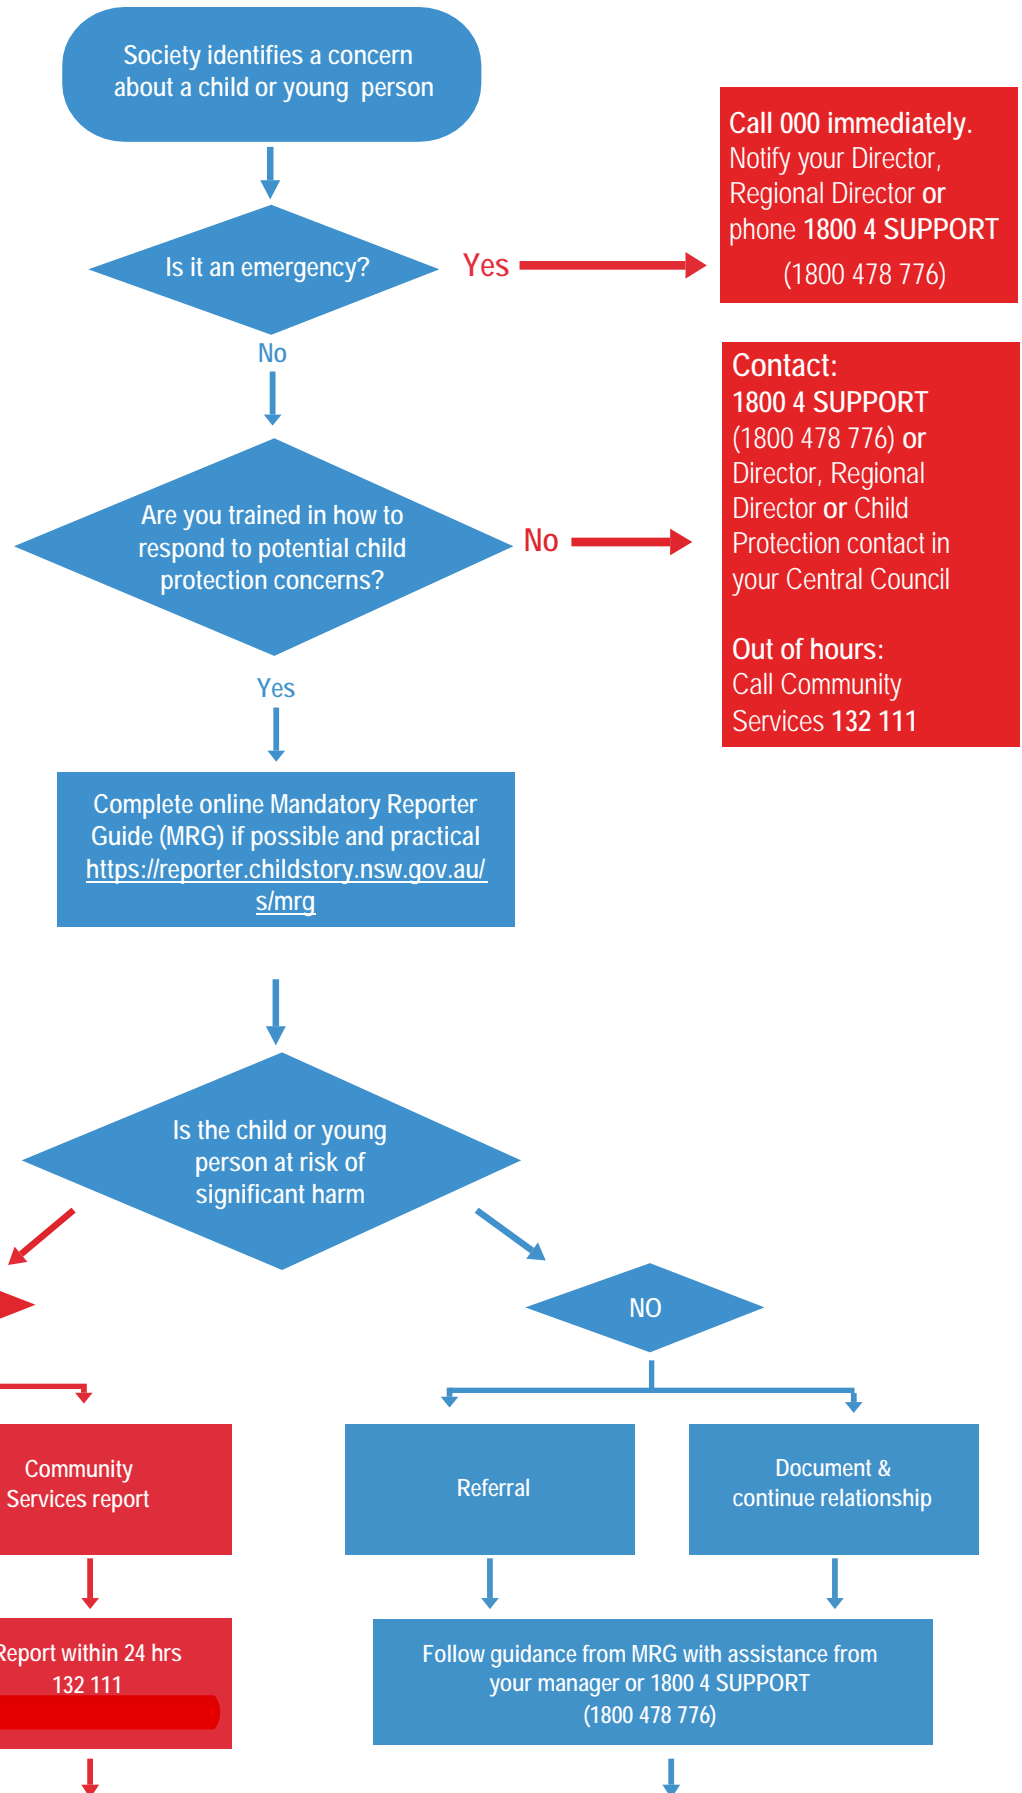 Society identifies a concern
about a child or young person
Call 000 immediately.
Notify your Director,
Regional Director or
phone 1800 4 SUPPORT
(1800 478 776)
Is it an emergency?
Yes
No
Contact:
1800 4 SUPPORT
(1800 478 776) or
Director, Regional
Director or Child
Protection contact in
your Central Council
Out of hours:
Call Community
Services 132 111
Are you trained in how to
respond to potential child
protection concerns?
No
Yes
Complete online Mandatory Reporter
Guide (MRG) if possible and practical
https://reporter.childstory.nsw.gov.au/
s/mrg
Is the child or young
person at risk of
significant harm
NO
Community
Services report
Referral
Document &
continue relationship
Report within 24 hrs
132 111
Follow guidance from MRG with assistance from
your manager or 1800 4 SUPPORT
(1800 478 776)